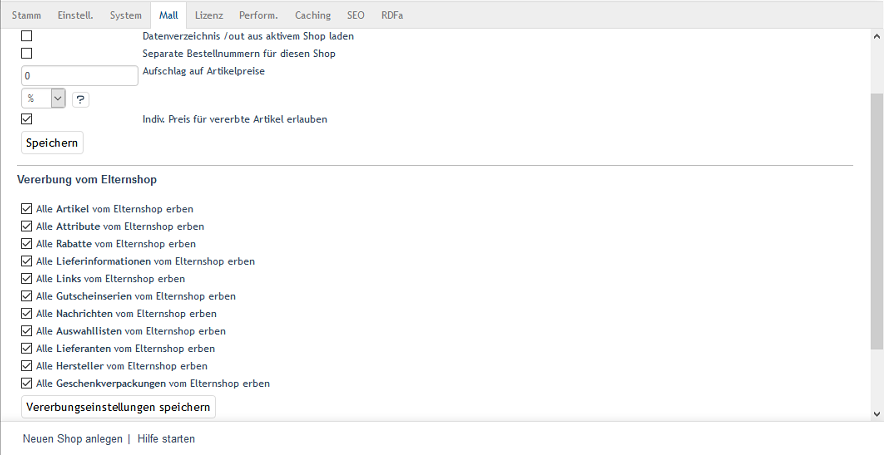 Stamm Einstell. System Mall Lizenz Perform. Caching SEO RDFa
Datenverzeichnis /out aus aktivem Shop laden
Separate Bestellnummern für diesen Shop
0 Aufschlag auf Artikelpreise
% ?
Indiv. Preis für vererbte Artikel erlauben
Speichern
Vererbung vom Elternshop
Alle Artikel vom Elternshop erben
Alle Attribute vom Elternshop erben
Alle Rabatte vom Elternshop erben
Alle Lieferinformationen vom Elternshop erben
Alle Links vom Elternshop erben
Alle Gutscheinserien vom Elternshop erben
Alle Nachrichten vom Elternshop erben
Alle Auswahllisten vom Elternshop erben
Alle Lieferanten vom Elternshop erben
Alle Hersteller vom Elternshop erben
Alle Geschenkverpackungen vom Elternshop erben
Vererbungseinstellungen speichern
Neuen Shop anlegen | Hilfe starten